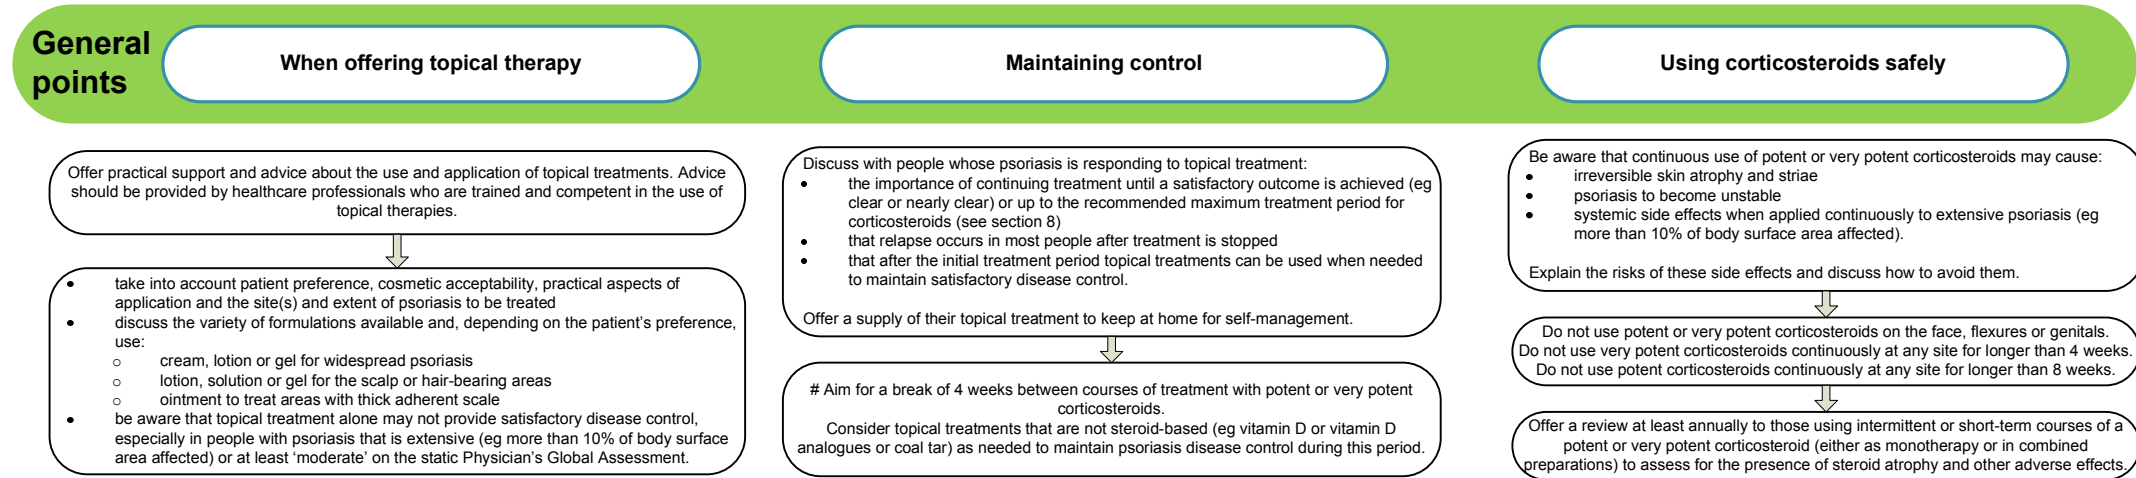 General
points
When offering topical therapy
Maintaining control
Using corticosteroids safely
Offer practical support and advice about the use and application of topical treatments. Advice
should be provided by healthcare professionals who are trained and competent in the use of
topical therapies.
• take into account patient preference, cosmetic acceptability, practical aspects of
application and the site(s) and extent of psoriasis to be treated
• discuss the variety of formulations available and, depending on the patient’s preference,
use:
o cream, lotion or gel for widespread psoriasis
o lotion, solution or gel for the scalp or hair-bearing areas
o ointment to treat areas with thick adherent scale
• be aware that topical treatment alone may not provide satisfactory disease control,
especially in people with psoriasis that is extensive (eg more than 10% of body surface
area affected) or at least ‘moderate’ on the static Physician’s Global Assessment.
Discuss with people whose psoriasis is responding to topical treatment:
• the importance of continuing treatment until a satisfactory outcome is achieved (eg
clear or nearly clear) or up to the recommended maximum treatment period for
corticosteroids (see section 8)
• that relapse occurs in most people after treatment is stopped
• that after the initial treatment period topical treatments can be used when needed
to maintain satisfactory disease control.
Offer a supply of their topical treatment to keep at home for self-management.
# Aim for a break of 4 weeks between courses of treatment with potent or very potent
corticosteroids.
Consider topical treatments that are not steroid-based (eg vitamin D or vitamin D
analogues or coal tar) as needed to maintain psoriasis disease control during this period.
Be aware that continuous use of potent or very potent corticosteroids may cause:
• irreversible skin atrophy and striae
• psoriasis to become unstable
• systemic side effects when applied continuously to extensive psoriasis (eg
more than 10% of body surface area affected).
Explain the risks of these side effects and discuss how to avoid them.
Do not use potent or very potent corticosteroids on the face, flexures or genitals.
Do not use very potent corticosteroids continuously at any site for longer than 4 weeks.
Do not use potent corticosteroids continuously at any site for longer than 8 weeks.
Offer a review at least annually to those using intermittent or short-term courses of a
potent or very potent corticosteroid (either as monotherapy or in combined
preparations) to assess for the presence of steroid atrophy and other adverse effects.